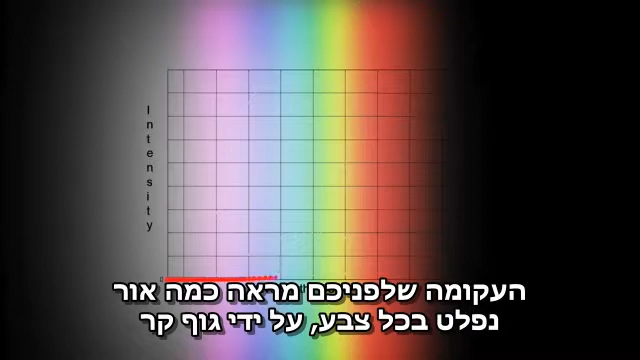 Intensity
העקומה שלפניכם מראה כמה אור
נפלט בכל צבע, על ידי גוף קר